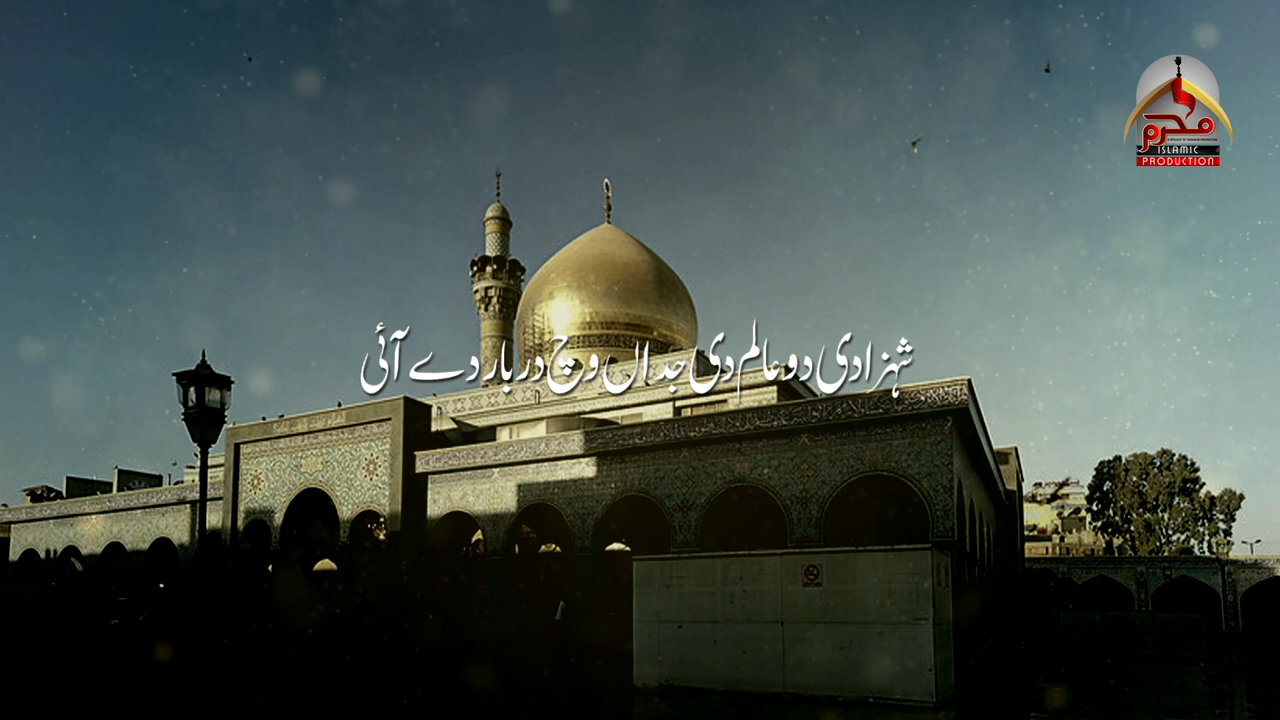 محرم
ISLAMIC
PRODUCTION
شہزادی دو عالم دی جداں وچ دربار دے آئی